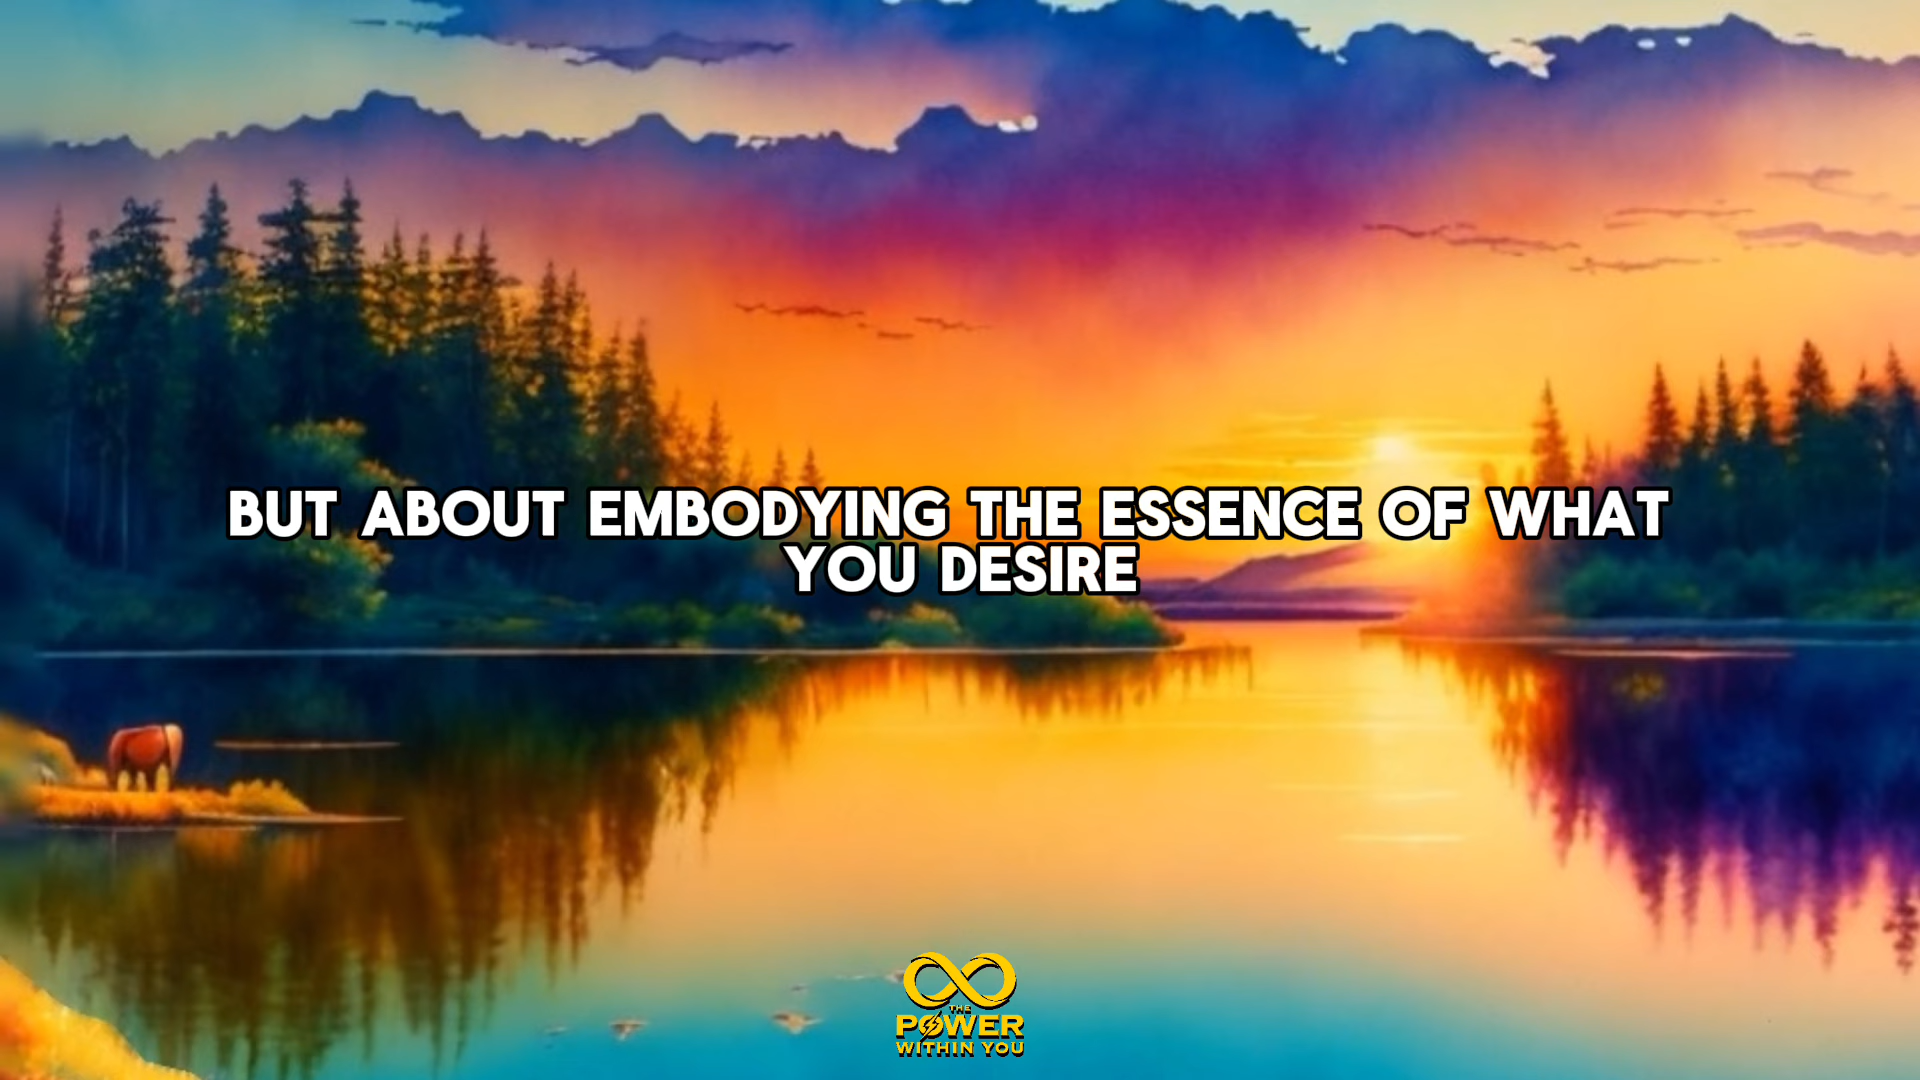 BUT ABOUT EMBODYING THE ESSENCE OF WHAT
YOU DESIRE
THE
POWER
WITHIN YOU